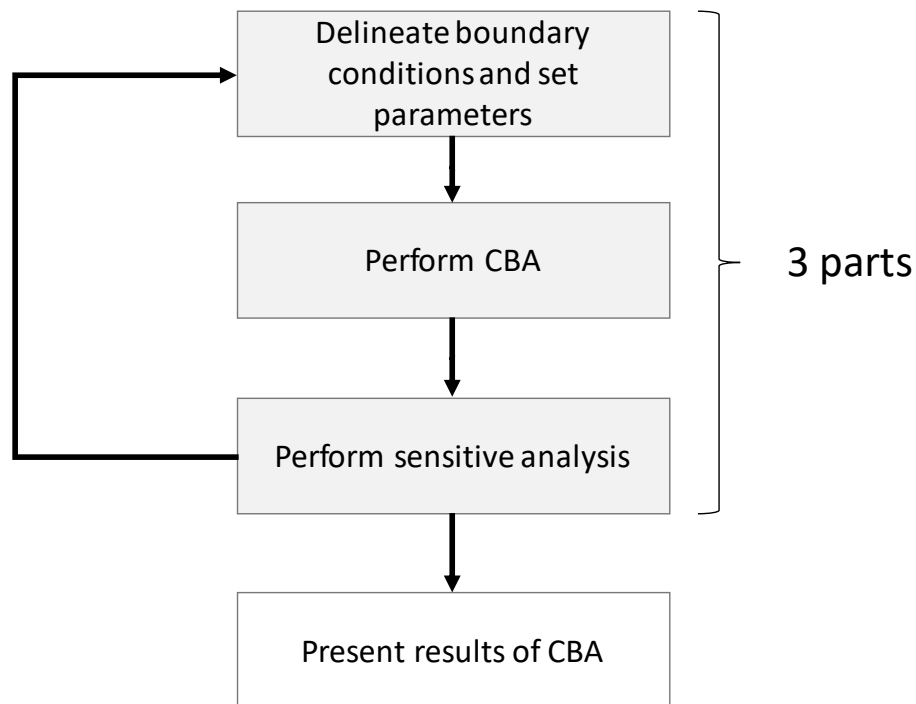 Delineate boundary
conditions and set
parameters
Perform CBA
3 parts
Perform sensitive analysis
Present results of CBA